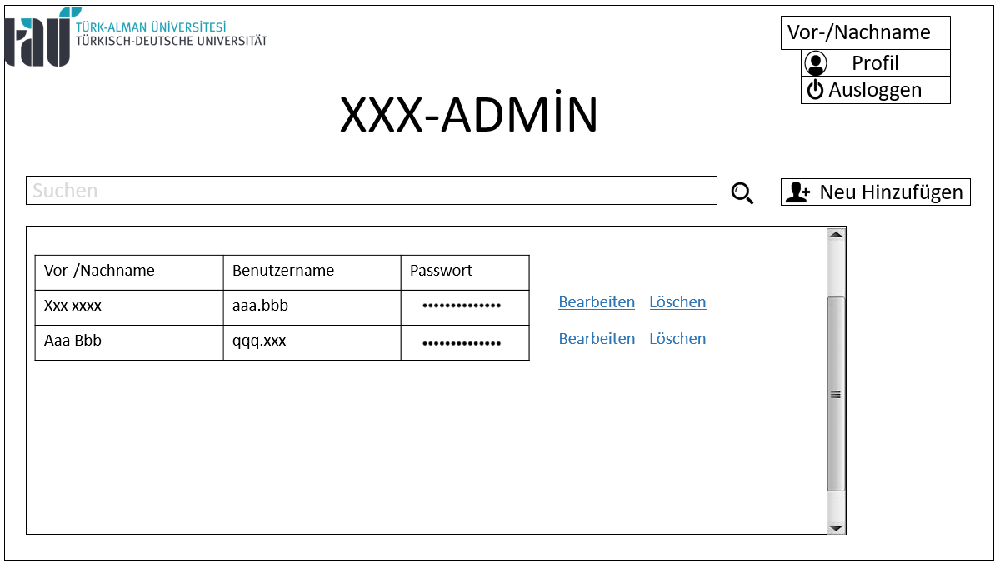 tau
TÜRK-ALMAN ÜNİVERSİTESİ
TÜRKISCH-DEUTSCHE UNIVERSITÄT
Vor-/Nachname
Profil
Ausloggen
XXX-ADMİN
Suchen
Neu Hinzufügen
Vor-/Nachname Benutzername Passwort
Xxx xxxx aaa.bbb •••••••••••••• Bearbeiten Löschen
Aaa Bbb qqq.xxx •••••••••••••• Bearbeiten Löschen